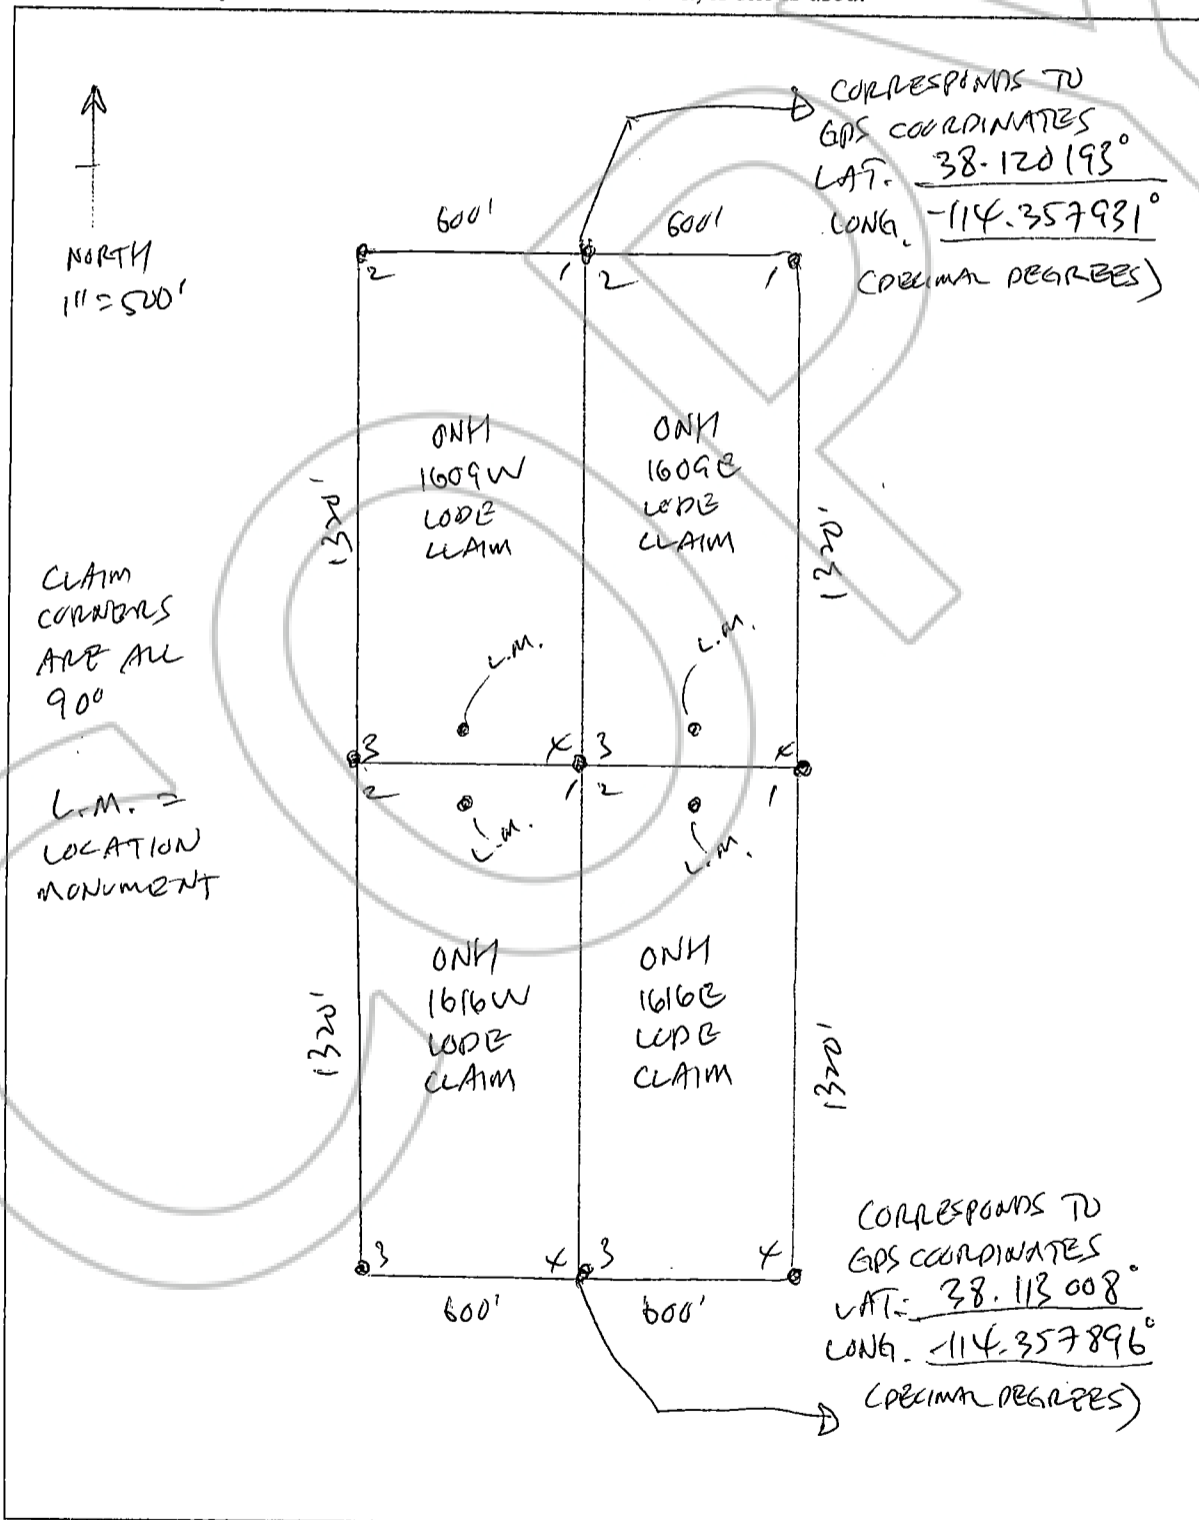 CORRESPONDS TO
GPS COORDINATES
LAT. 38.120193°
LONG. -114.357931°
(DECIMAL DEGREES)
NORTH
1" = 500'
600' 600'
2 1 2 1
ONH
1609W
LODE
CLAIM
ONH
1609E
LODE
CLAIM
1320' 1320'
CLAIM
CORNERS
ARE ALL
90°
L.M. L.M.
3 4 3 4
2 1 2 1
L.M. L.M.
L.M. =
LOCATION
MONUMENT
ONH
1616W
LODE
CLAIM
ONH
1616E
LODE
CLAIM
1320' 1320'
3 4 3 4
600' 600'
CORRESPONDS TO
GPS COORDINATES
LAT. 38.113008°
LONG. -114.357896°
(DECIMAL DEGREES)
COPY